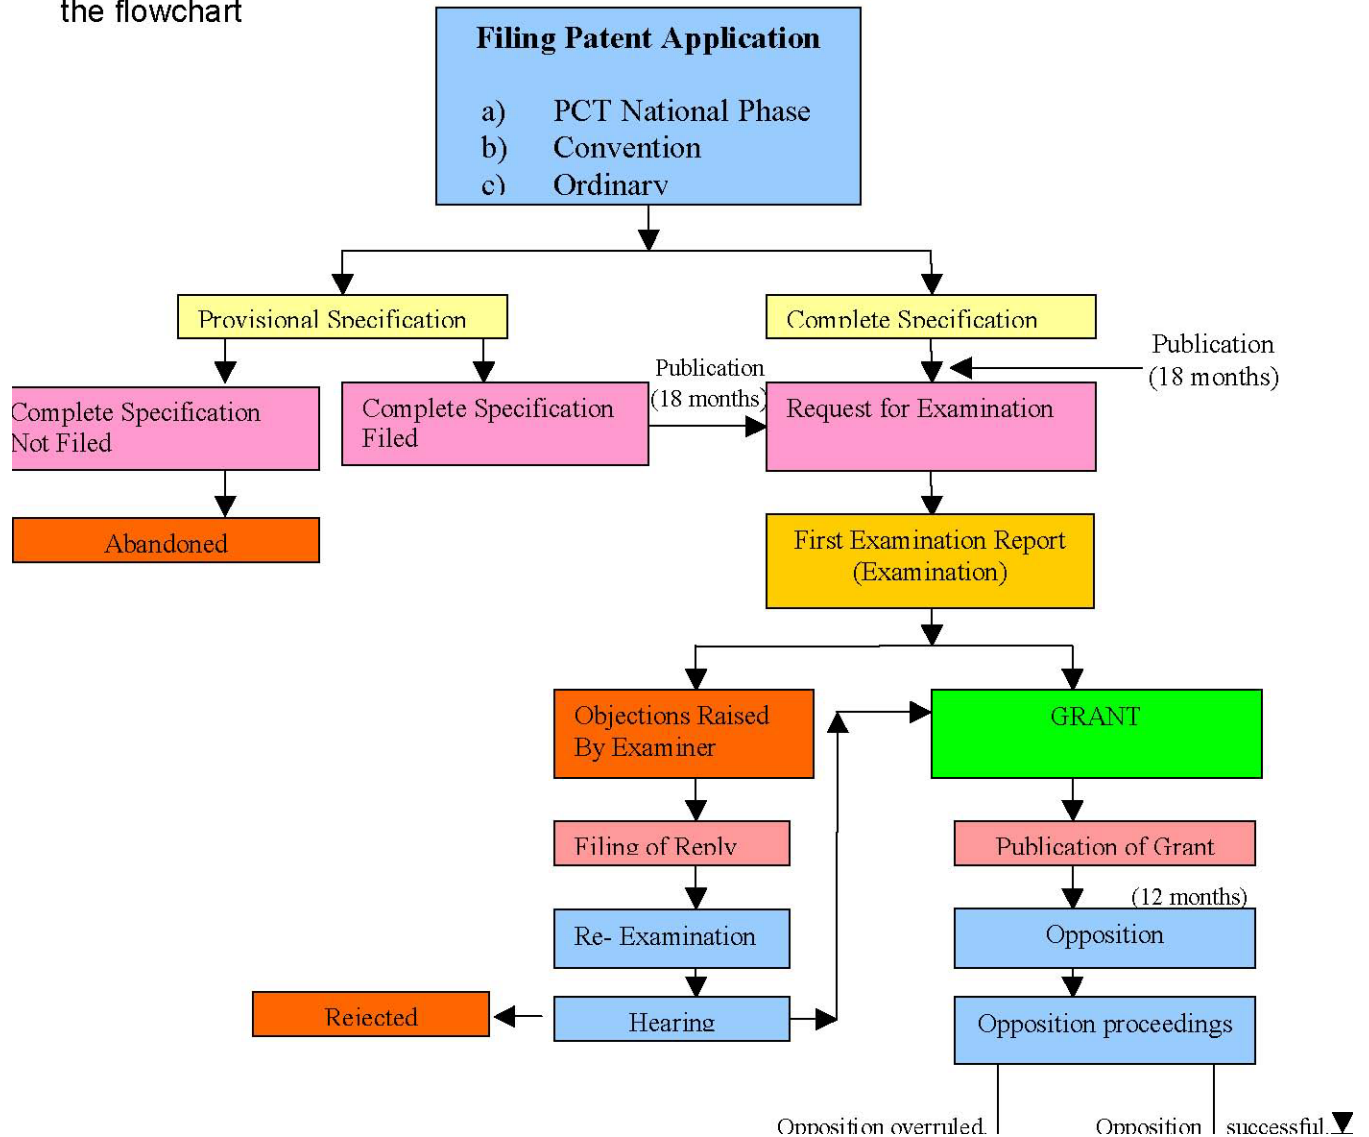 the flowchart
Filing Patent Application
a) PCT National Phase
b) Convention
c) Ordinary
Provisional Specification
Complete Specification
Publication
(18 months)
Complete Specification
Not Filed
Complete Specification
Filed
Publication
(18 months)
Request for Examination
Abandoned
First Examination Report
(Examination)
Objections Raised
By Examiner
GRANT
Filing of Reply
Publication of Grant
(12 months)
Re- Examination
Opposition
Rejected
Hearing
Opposition proceedings
Opposition overruled.
Opposition successful.